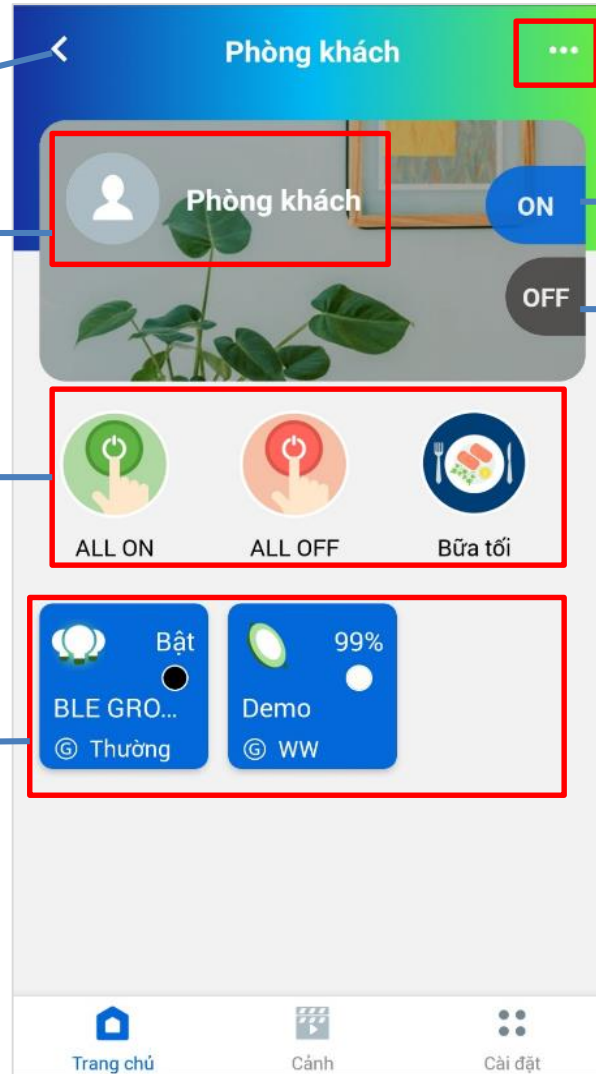 Phòng khách
Phòng khách
ON
OFF
ALL ON
ALL OFF
Bữa tối
Bật
BLE GRO...
G Thường
99%
Demo
G WW
Trang chủ
Cảnh
Cài đặt